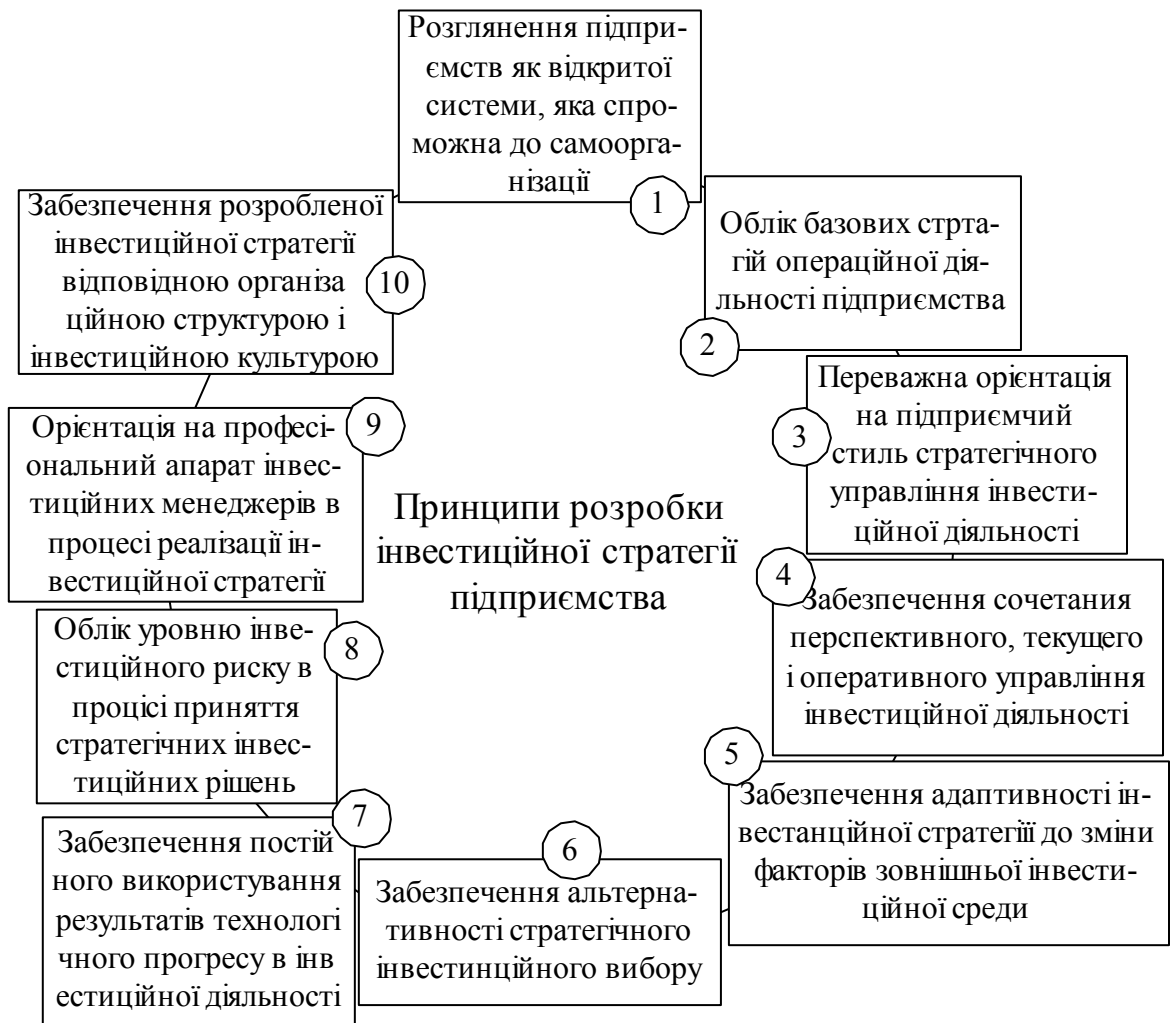 Розглянення підпри-
ємств як відкритої
системи, яка спро-
можна до самоорга-
нізації
1
Облік базових стрта-
гій операційної дія-
льності підприємства
2
Переважна орієнтація
на підприємчий
стиль стратегічного
управління інвести-
ційної діяльності
3
Забезпечення сочетания
перспективного, текущего
і оперативного управління
інвестиційної діяльності
4
Забезпечення адаптивності ін-
вестанційної стратегіїї до зміни
факторів зовнішньої інвести-
ційної среди
5
Забезпечення альтерна-
тивності стратегічного
інвестинційного вибору
6
Забезпечення постій
ного використування
результатів технологі
чного прогресу в інв
естиційної діяльності
7
Облік уровню інве-
стиційного риску в
процісі приняття
стратегічних інвес-
тиційних рішень
8
Орієнтація на професі-
ональний апарат інвес-
тиційних менеджерів в
процесі реалізації ін-
вестиційної стратегії
9
Забезпечення розробленої
інвестиційної стратегії
відповідною організа
ційною структурою і
інвестиційною культурою
10
Принципи розробки
інвестиційної стратегії
підприємства